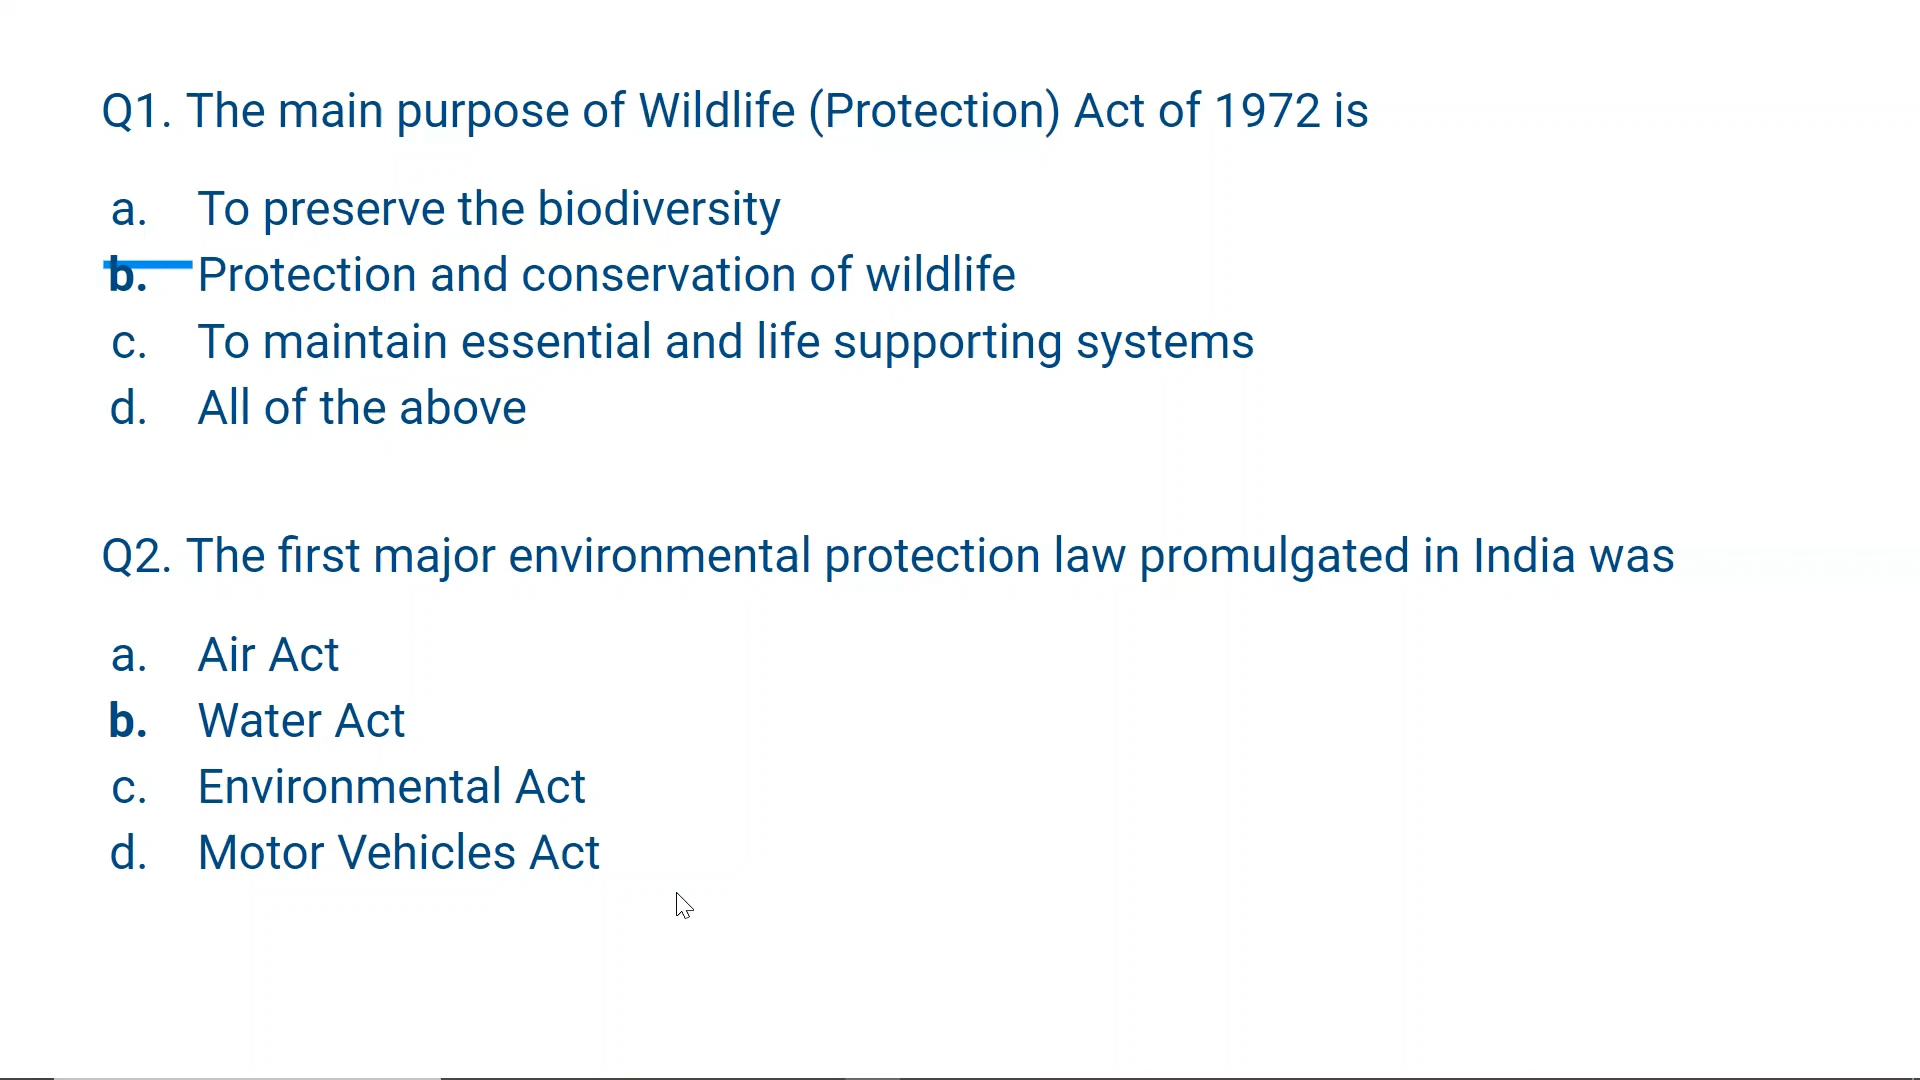 Q1. The main purpose of Wildlife (Protection) Act of 1972 is
a. To preserve the biodiversity
b. Protection and conservation of wildlife
c. To maintain essential and life supporting systems
d. All of the above
Q2. The first major environmental protection law promulgated in India was
a. Air Act
b. Water Act
c. Environmental Act
d. Motor Vehicles Act